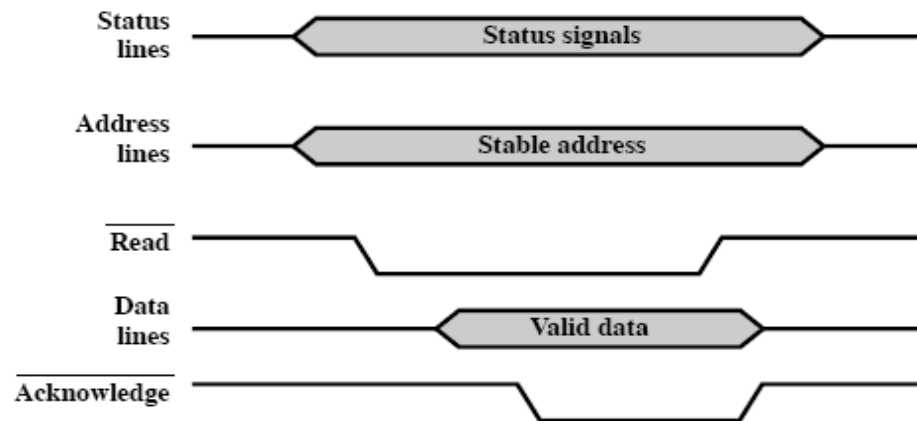 Status
lines
Status signals
Address
lines
Stable address
Read
Data
lines
Valid data
Acknowledge